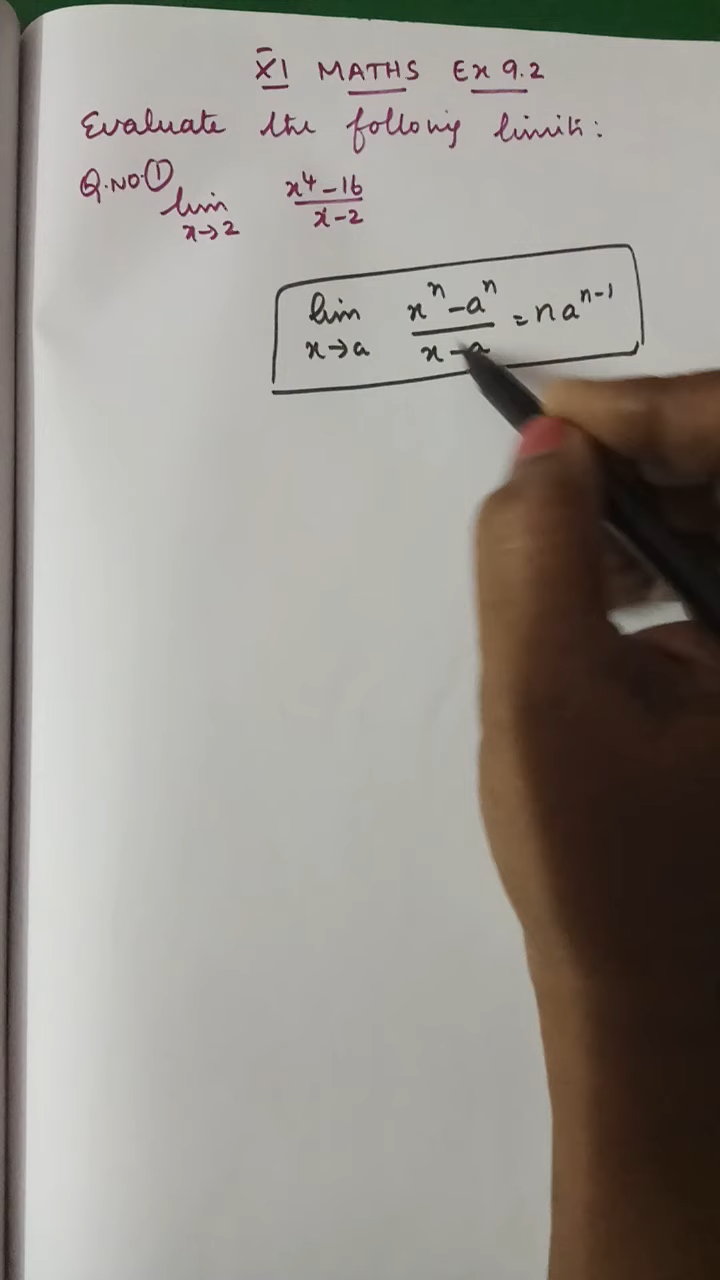 XI MATHS Ex 9.2
Evaluate the following limits:
Q.NO.① lim x→2 x⁴-16 / x-2
lim x→a xⁿ-aⁿ / x-a = naⁿ⁻¹